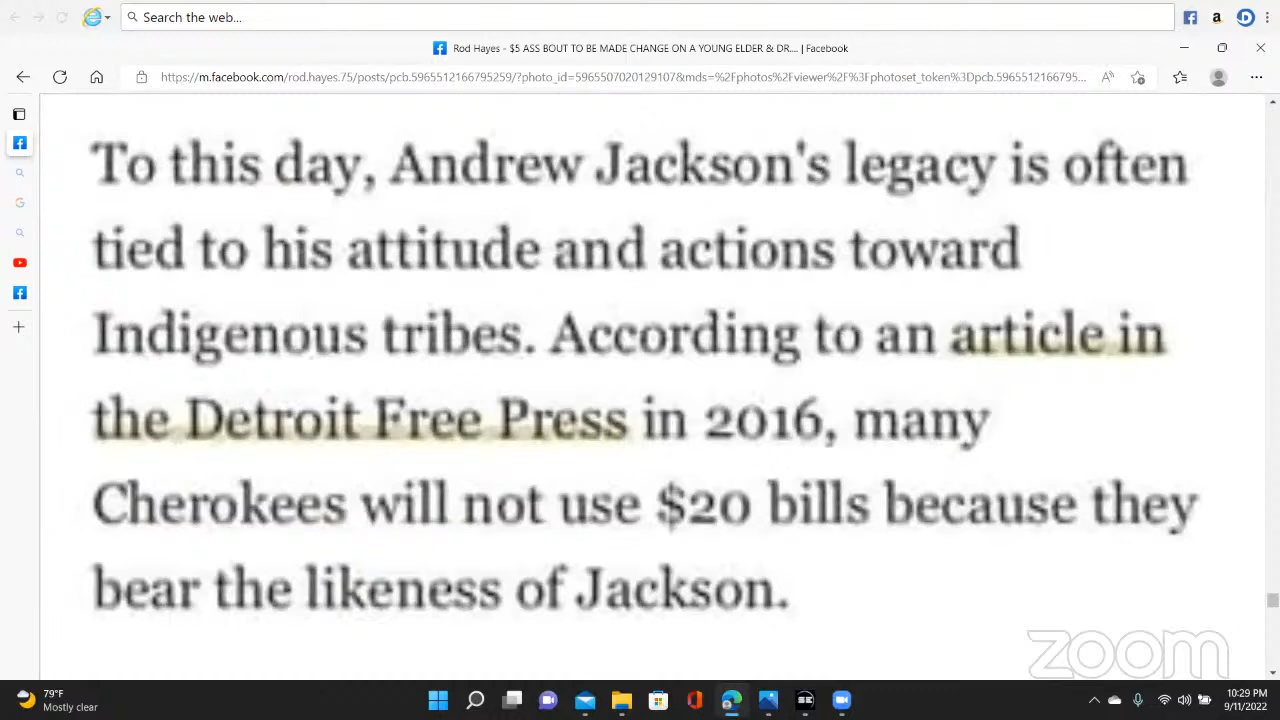 Search the web...
Rod Hayes - $5 ASS BOUT TO BE MADE CHANGE ON A YOUNG ELDER & DR.... | Facebook
https://m.facebook.com/rod.hayes.75/posts/pcb.5965512166795259/?photo_id=5965507020129107&mds=%2Fphotos%2Fviewer%2F%3Fphotoset_token%3Dpcb.5965512166795...
To this day, Andrew Jackson's legacy is often
tied to his attitude and actions toward
Indigenous tribes. According to an article in
the Detroit Free Press in 2016, many
Cherokees will not use $20 bills because they
bear the likeness of Jackson.
zoom
79°F
Mostly clear
10:29 PM
9/11/2022